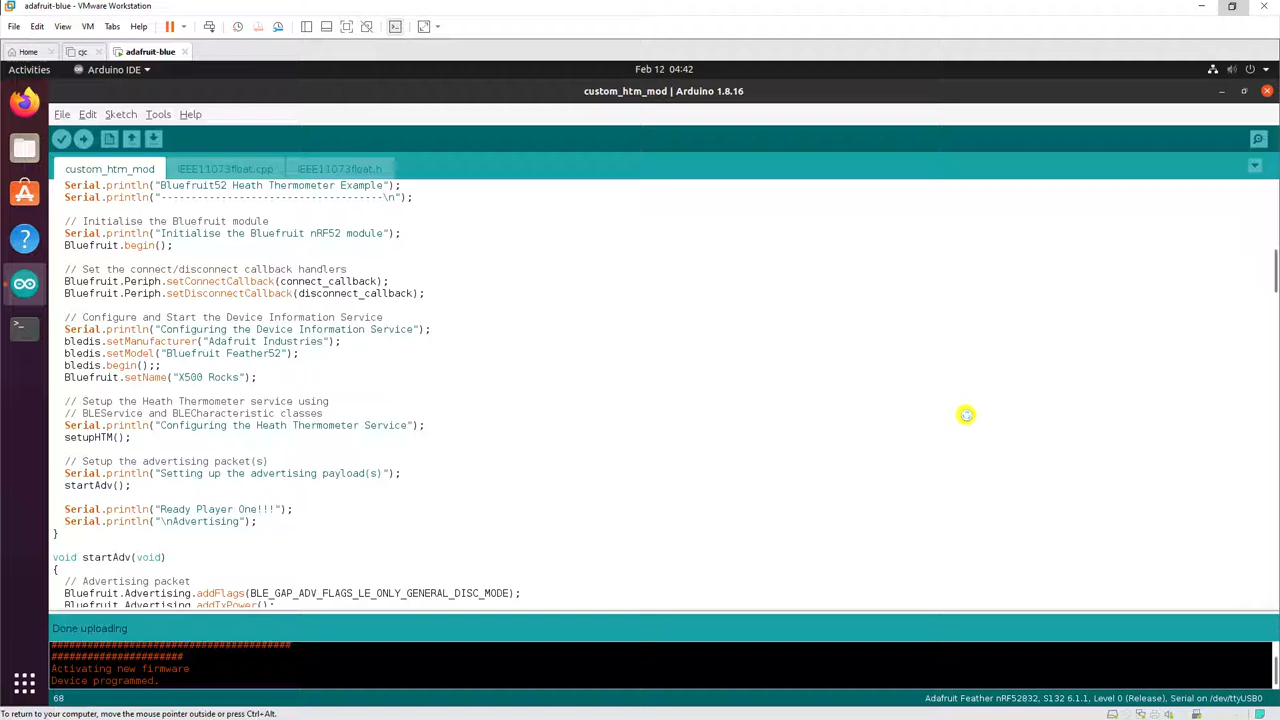 adafruit-blue - VMware Workstation
File Edit View VM Tabs Help
Home cjc adafruit-blue
Activities Arduino IDE Feb 12 04:42
custom_htm_mod | Arduino 1.8.16
File Edit Sketch Tools Help
custom_htm_mod IEEE11073float.cpp IEEE11073float.h
Serial.println("Bluefruit52 Heath Thermometer Example");
Serial.println("-------------------------------------\n");
// Initialise the Bluefruit module
Serial.println("Initialise the Bluefruit nRF52 module");
Bluefruit.begin();
// Set the connect/disconnect callback handlers
Bluefruit.Periph.setConnectCallback(connect_callback);
Bluefruit.Periph.setDisconnectCallback(disconnect_callback);
// Configure and Start the Device Information Service
Serial.println("Configuring the Device Information Service");
bledis.setManufacturer("Adafruit Industries");
bledis.setModel("Bluefruit Feather52");
bledis.begin();;
Bluefruit.setName("X500 Rocks");
// Setup the Heath Thermometer service using
// BLEService and BLECharacteristic classes
Serial.println("Configuring the Heath Thermometer Service");
setupHTM();
// Setup the advertising packet(s)
Serial.println("Setting up the advertising payload(s)");
startAdv();
Serial.println("Ready Player One!!!");
Serial.println("\nAdvertising");
}
void startAdv(void)
{
// Advertising packet
Bluefruit.Advertising.addFlags(BLE_GAP_ADV_FLAGS_LE_ONLY_GENERAL_DISC_MODE);
Bluefruit.Advertising.addTxPower();
Done uploading
########################################
######################
Activating new firmware
Device programmed.
68 Adafruit Feather nRF52832, S132 6.1.1, Level 0 (Release), Serial on /dev/ttyUSB0
To return to your computer, move the mouse pointer outside or press Ctrl+Alt.